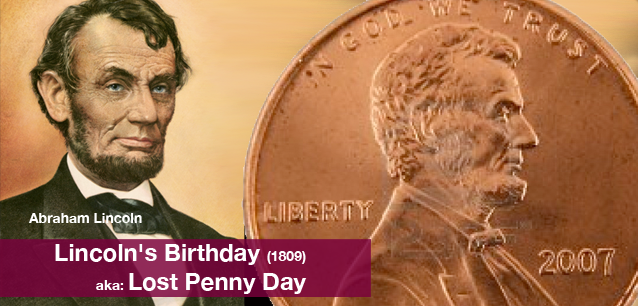 IN GOD WE TRUST
Abraham Lincoln
LIBERTY
Lincoln's Birthday (1809)
2007
aka: Lost Penny Day